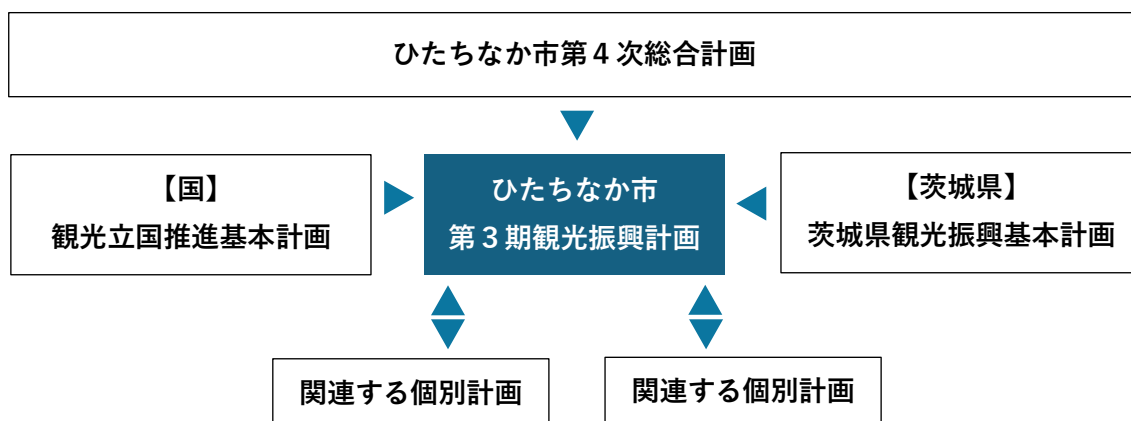 ひたちなか市第４次総合計画
【国】
観光立国推進基本計画
ひたちなか市
第３期観光振興計画
【茨城県】
茨城県観光振興基本計画
関連する個別計画
関連する個別計画